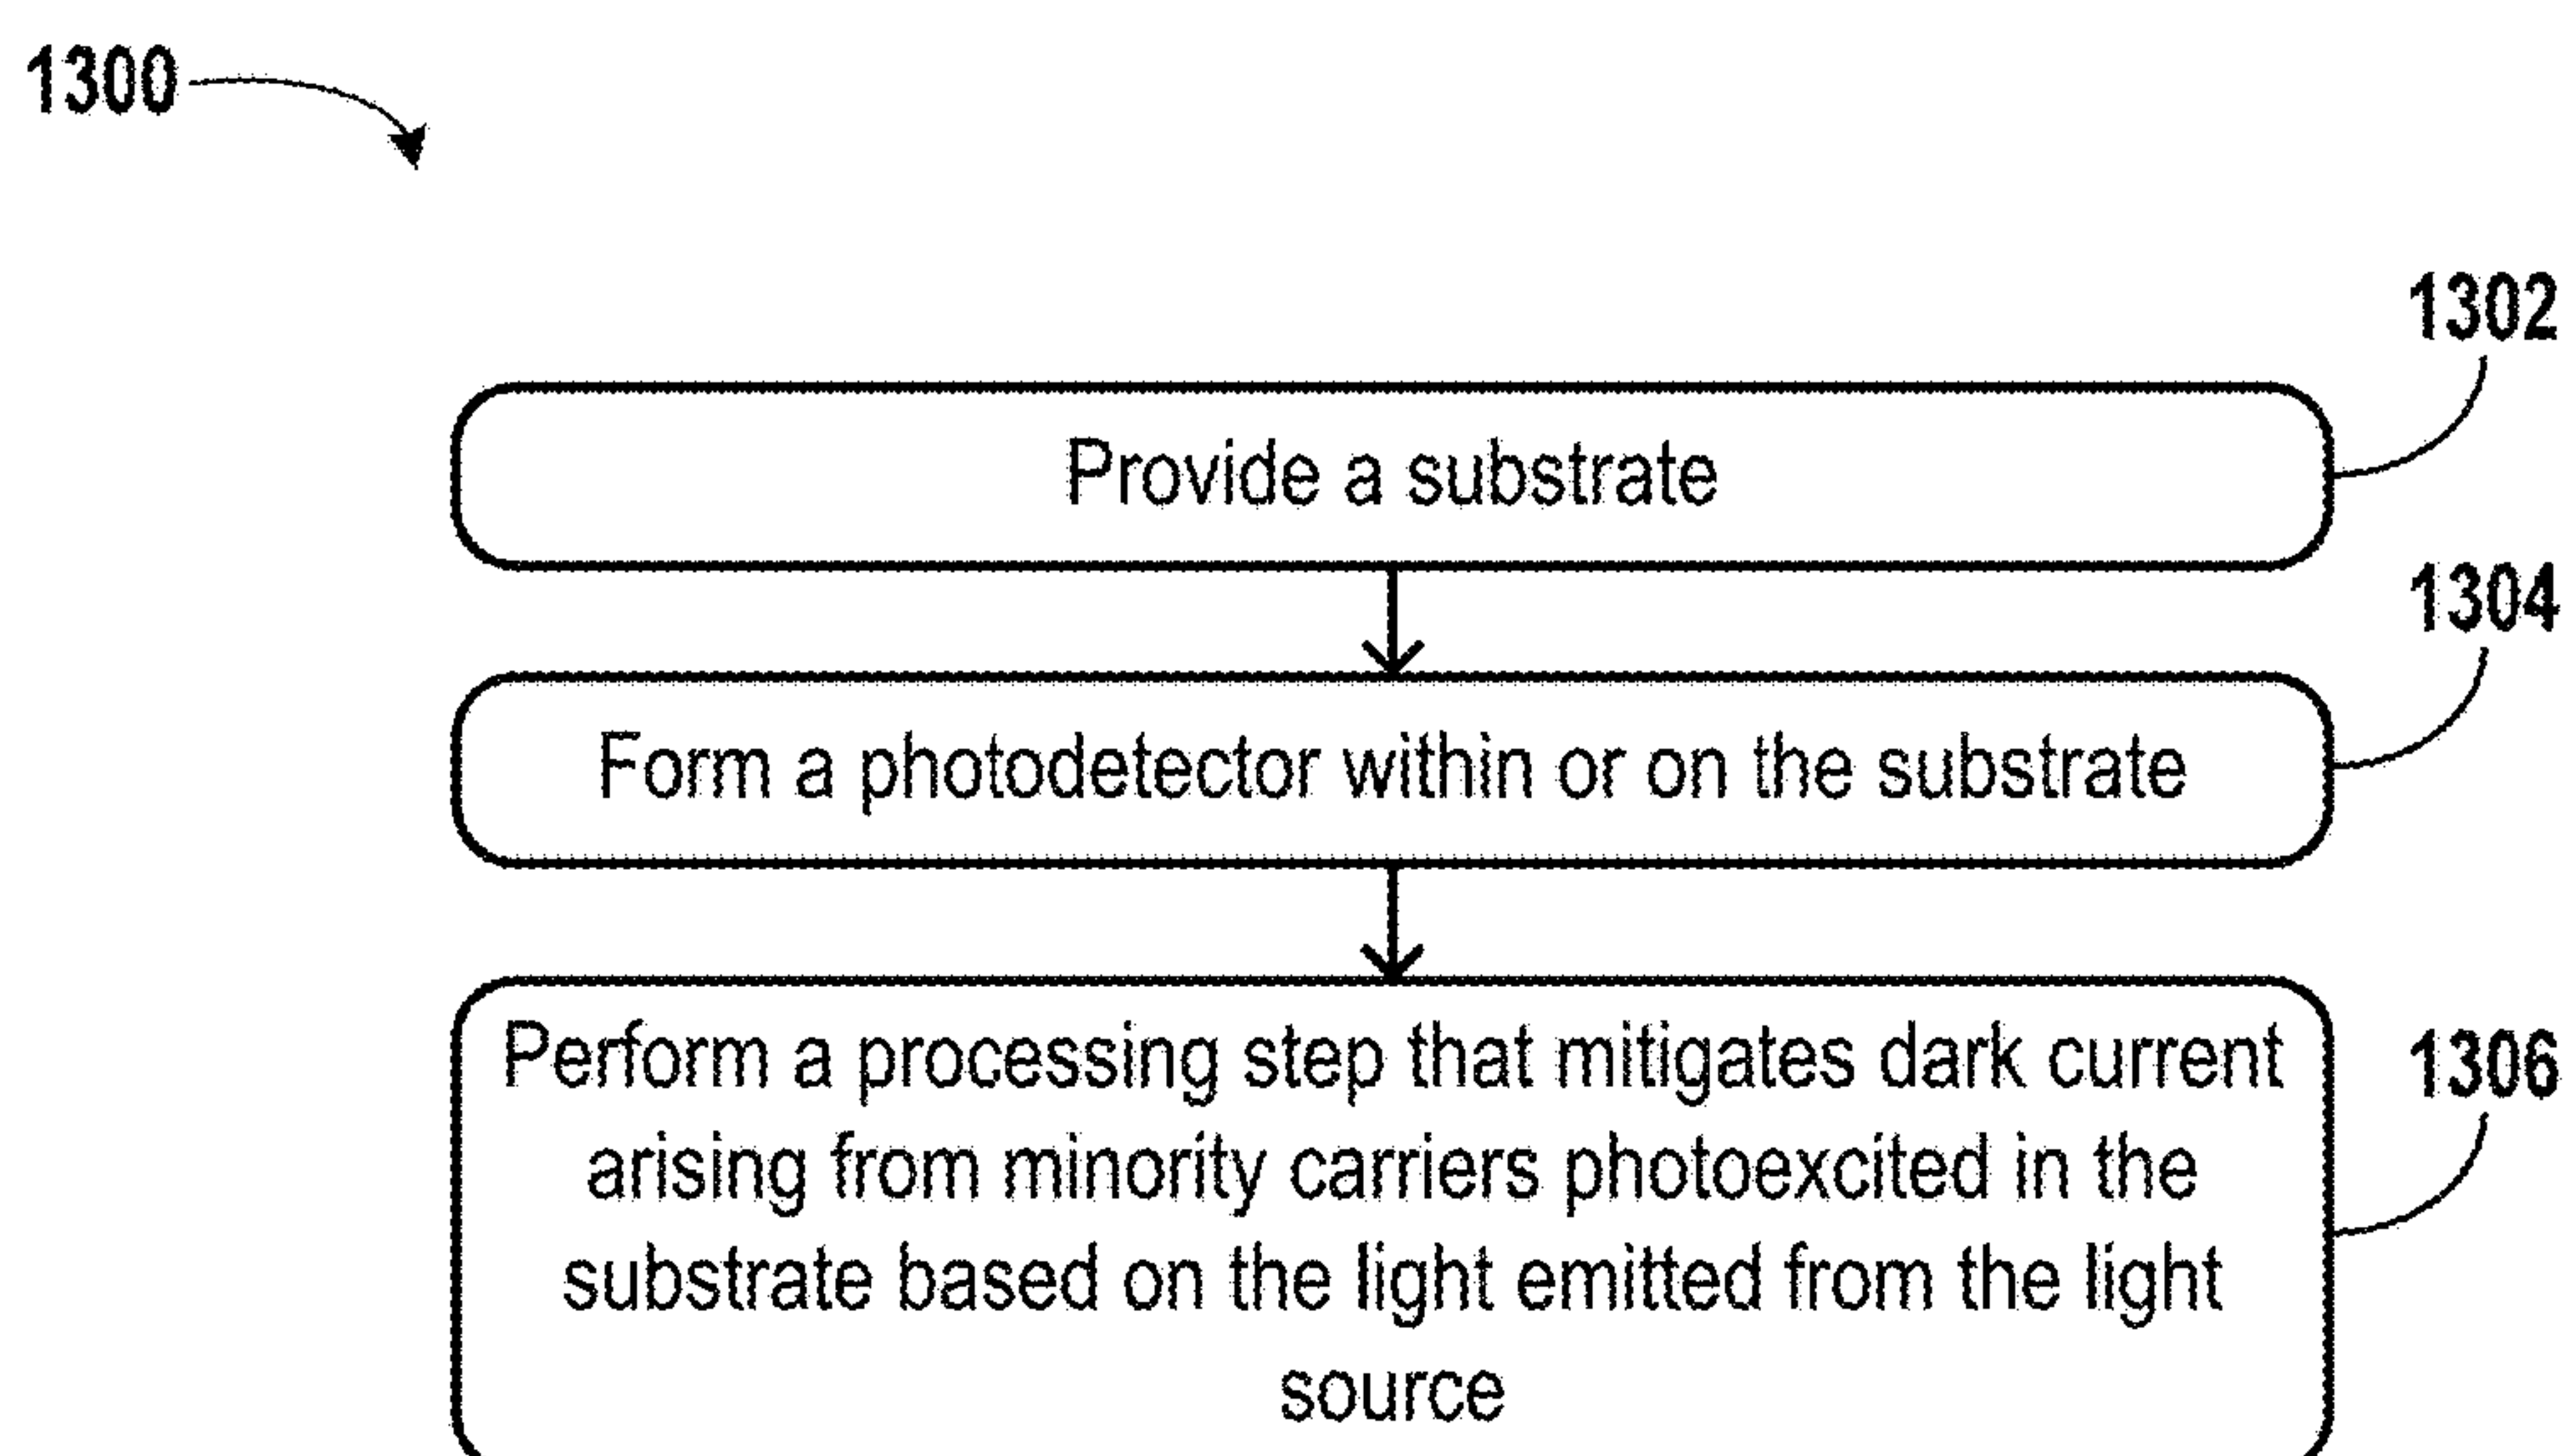 1300
1302
Provide a substrate
1304
Form a photodetector within or on the substrate
Perform a processing step that mitigates dark current
1306
arising from minority carriers photoexcited in the
substrate based on the light emitted from the light
source